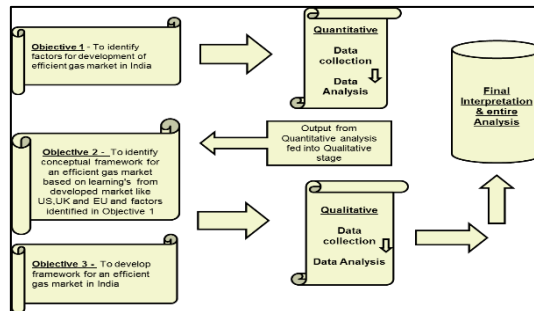 Objective 1 - To identify
factors for development of
efficient gas market in India
Quantitative
Data
collection
Data
Analysis
Final
Interpretation
& entire
Analysis
Output from
Quantitative analysis
fed into Qualitative
stage
Objective 2 - To identify
conceptual framework for
an efficient gas market
based on learning's from
developed market like
US,UK and EU and factors
identified in Objective 1
Qualitative
Data
collection
Data Analysis
Objective 3 - To develop
framework for an efficient
gas market in India